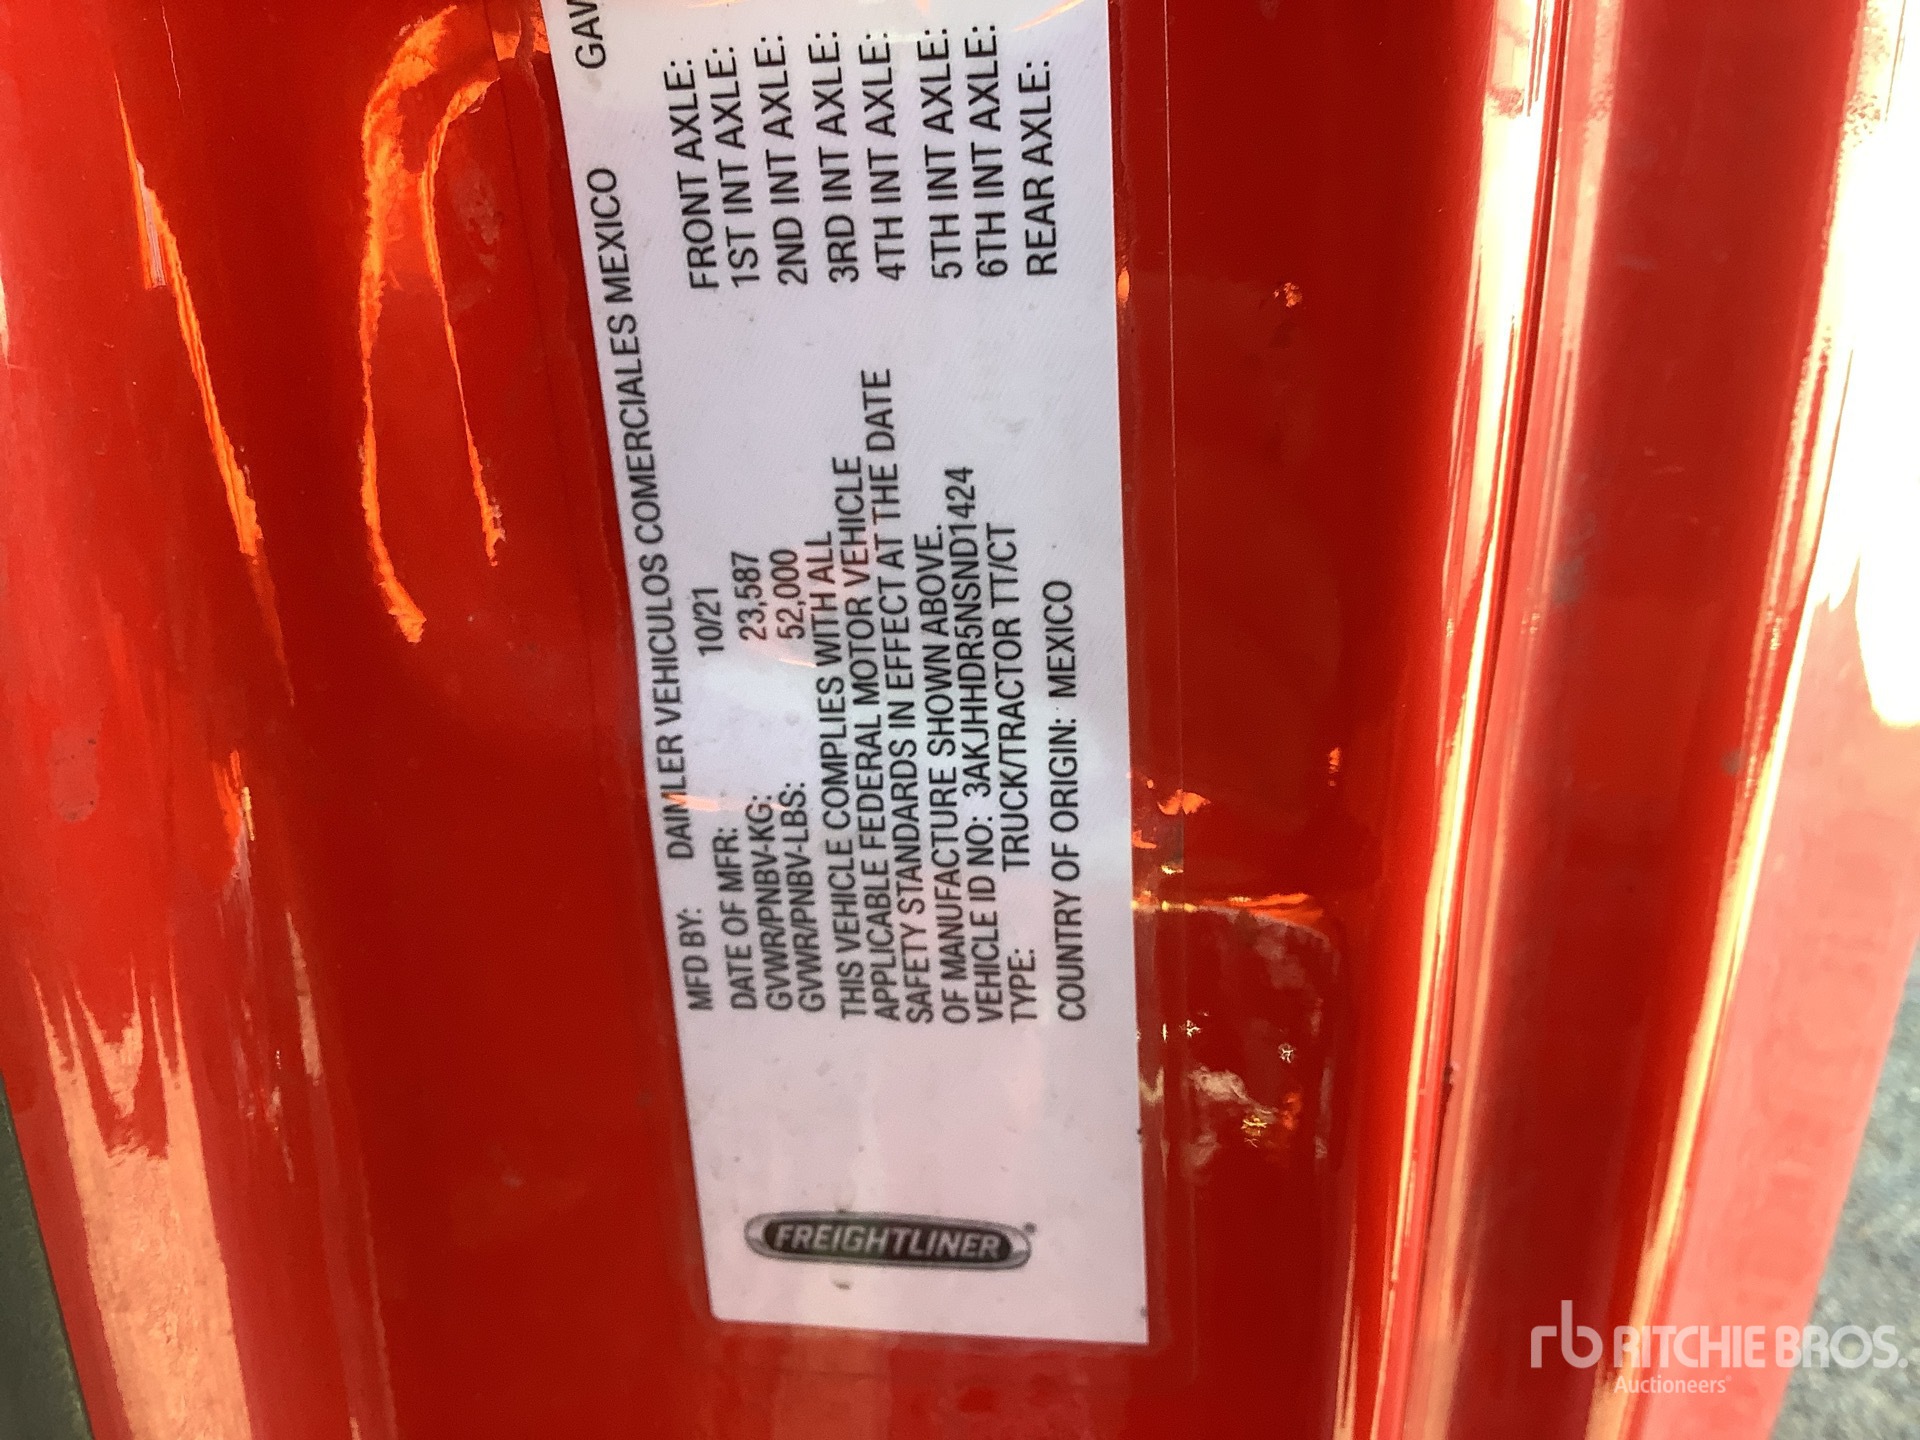 FREIGHTLINER
MFD BY: DAIMLER VEHICULOS COMERCIALES MEXICO
DATE OF MFR: 10/21
GVWR/PNBV-KG: 23,587
GVWR/PNBV-LBS: 52,000
THIS VEHICLE COMPLIES WITH ALL
APPLICABLE FEDERAL MOTOR VEHICLE
SAFETY STANDARDS IN EFFECT AT THE DATE
OF MANUFACTURE SHOWN ABOVE.
VEHICLE ID NO: 3AKJHHDR5NSND1424
TYPE: TRUCK/TRACTOR TT/CT
COUNTRY OF ORIGIN: MEXICO
FRONT AXLE:
1ST INT AXLE:
2ND INT AXLE:
3RD INT AXLE:
4TH INT AXLE:
5TH INT AXLE:
6TH INT AXLE:
REAR AXLE:
rb RITCHIE BROS.
Auctioneers